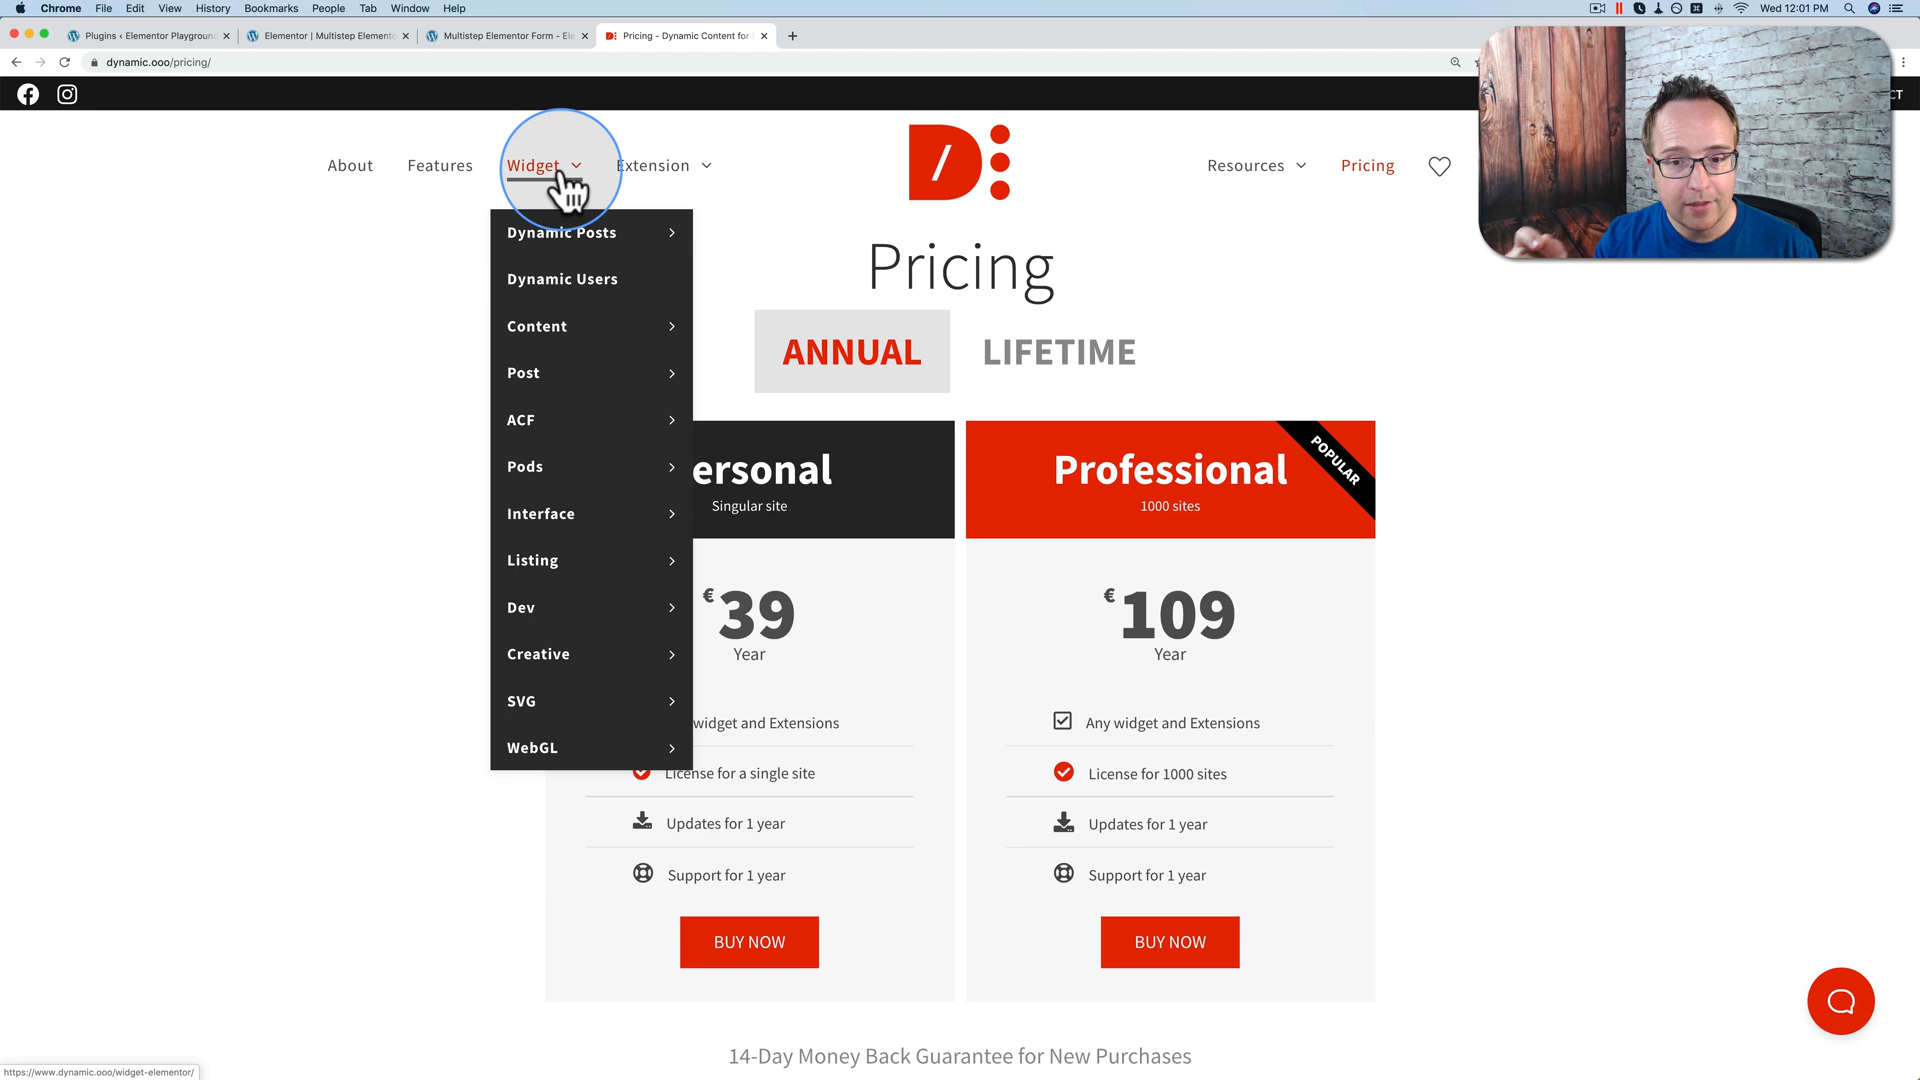 Chrome File Edit View History Bookmarks People Tab Window Help
Wed 12:01 PM
Plugins ‹ Elementor Playgroun
Elementor | Multistep Elemento
Multistep Elementor Form - Ele
Pricing - Dynamic Content for
dynamic.ooo/pricing/
CT
About
Features
Widget
Extension
Resources
Pricing
Dynamic Posts
Dynamic Users
Content
Post
ACF
Pods
Interface
Listing
Dev
Creative
SVG
WebGL
Pricing
ANNUAL
LIFETIME
ersonal
Singular site
€39
Year
widget and Extensions
License for a single site
Updates for 1 year
Support for 1 year
BUY NOW
Professional
1000 sites
POPULAR
€109
Year
Any widget and Extensions
License for 1000 sites
Updates for 1 year
Support for 1 year
BUY NOW
14-Day Money Back Guarantee for New Purchases
https://www.dynamic.ooo/widget-elementor/